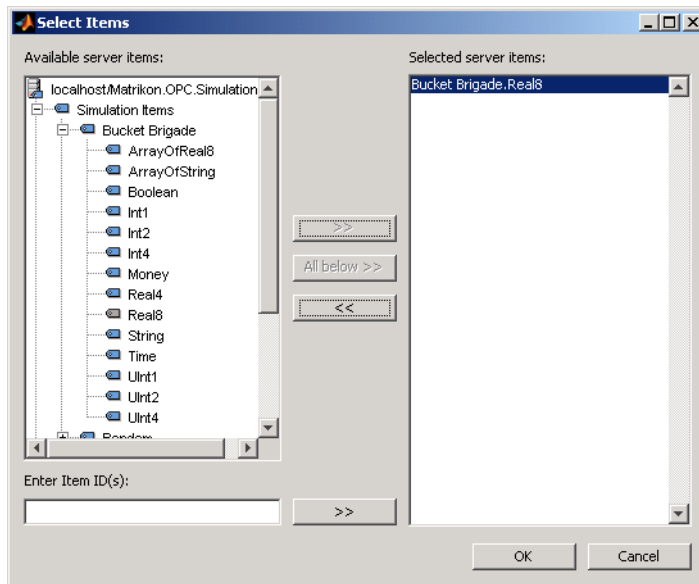 Select Items
Available server items:
localhost/Matrikon.OPC.Simulation
Simulation Items
Bucket Brigade
ArrayOfReal8
ArrayOfString
Boolean
Int1
Int2
Int4
Money
Real4
Real8
String
Time
UInt1
UInt2
UInt4
Random
Enter Item ID(s):
>>
All below >>
<<
>>
Selected server items:
Bucket Brigade.Real8
OK
Cancel